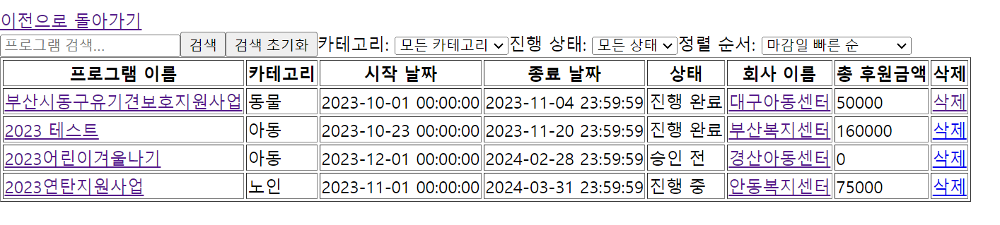 이전으로 돌아가기
프로그램 검색... 검색 검색 초기화 카테고리: 모든 카테고리 진행 상태: 모든 상태 정렬 순서: 마감일 빠른 순
프로그램 이름 카테고리 시작 날짜 종료 날짜 상태 회사 이름 총 후원금액 삭제
부산시동구유기견보호지원사업 동물 2023-10-01 00:00:00 2023-11-04 23:59:59 진행 완료 대구아동센터 50000 삭제
2023 테스트 아동 2023-10-23 00:00:00 2023-11-20 23:59:59 진행 완료 부산복지센터 160000 삭제
2023어린이겨울나기 아동 2023-12-01 00:00:00 2024-02-28 23:59:59 승인 전 경산아동센터 0 삭제
2023연탄지원사업 노인 2023-11-01 00:00:00 2024-03-31 23:59:59 진행 중 안동복지센터 75000 삭제